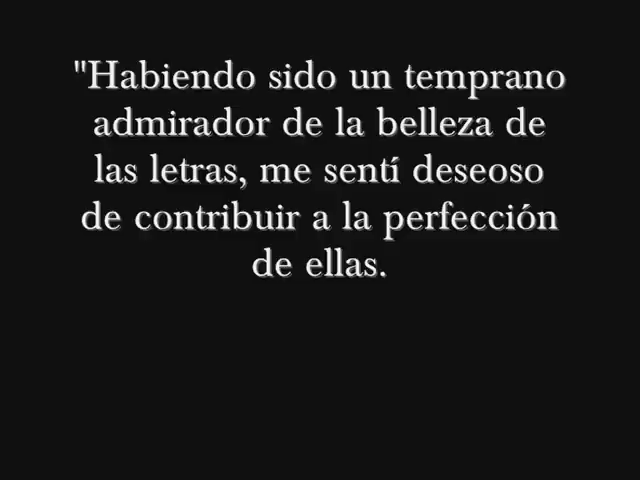 "Habiendo sido un temprano
admirador de la belleza de
las letras, me sentí deseoso
de contribuir a la perfección
de ellas.